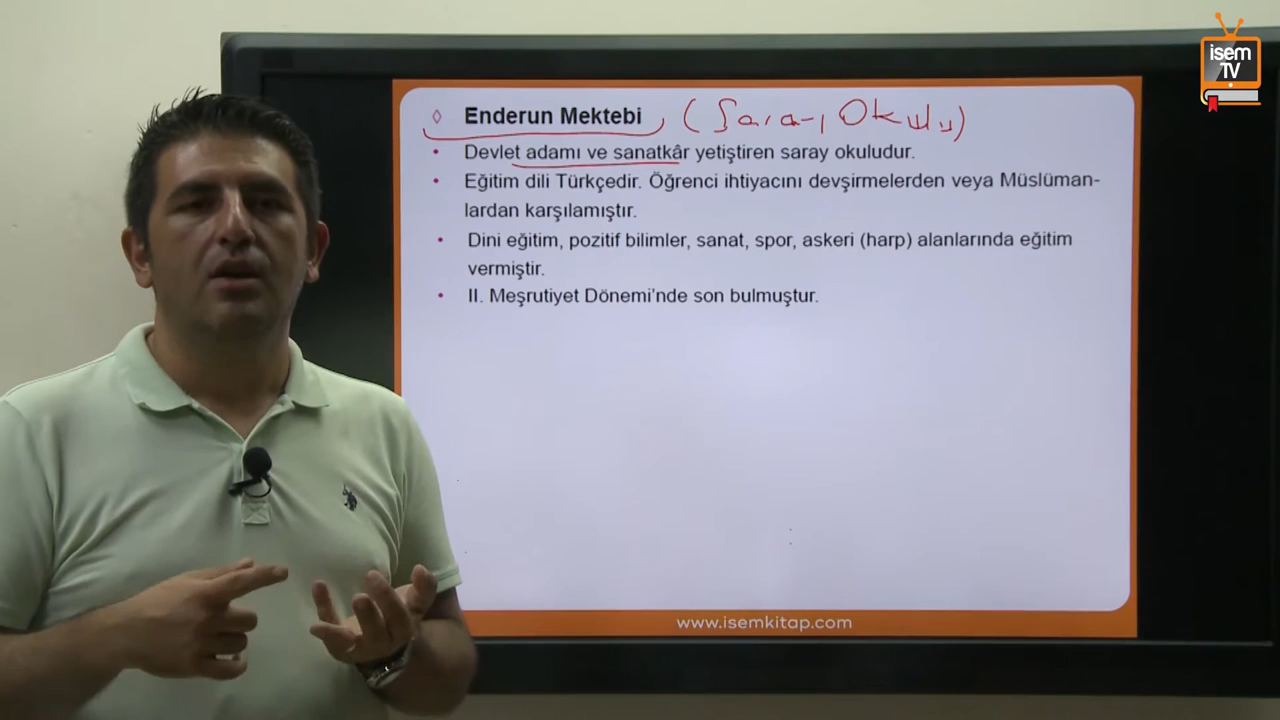 isem
TV
Enderun Mektebi (Saray Okulu)
• Devlet adamı ve sanatkâr yetiştiren saray okuludur.
• Eğitim dili Türkçedir. Öğrenci ihtiyacını devşirmelerden veya Müslüman-
lardan karşılamıştır.
• Dini eğitim, pozitif bilimler, sanat, spor, askeri (harp) alanlarında eğitim
vermiştir.
• II. Meşrutiyet Dönemi'nde son bulmuştur.
www.isemkitap.com